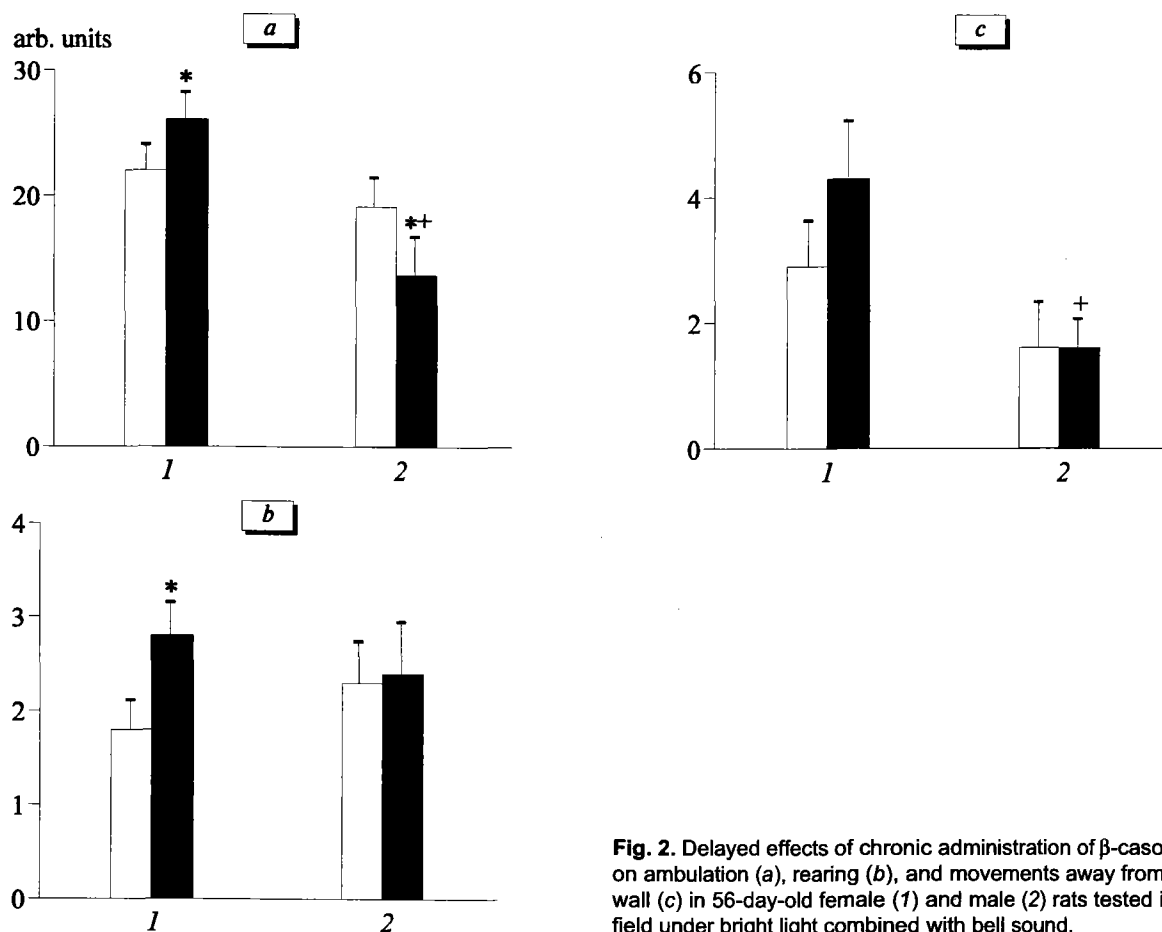 a
arb. units
30
20
10
0
*
*+
1 2
c
6
4
2
0
+
1 2
b
4
3
2
1
0
*
1 2
Fig. 2. Delayed effects of chronic administration of β-caso
on ambulation (a), rearing (b), and movements away from
wall (c) in 56-day-old female (1) and male (2) rats tested i
field under bright light combined with bell sound.